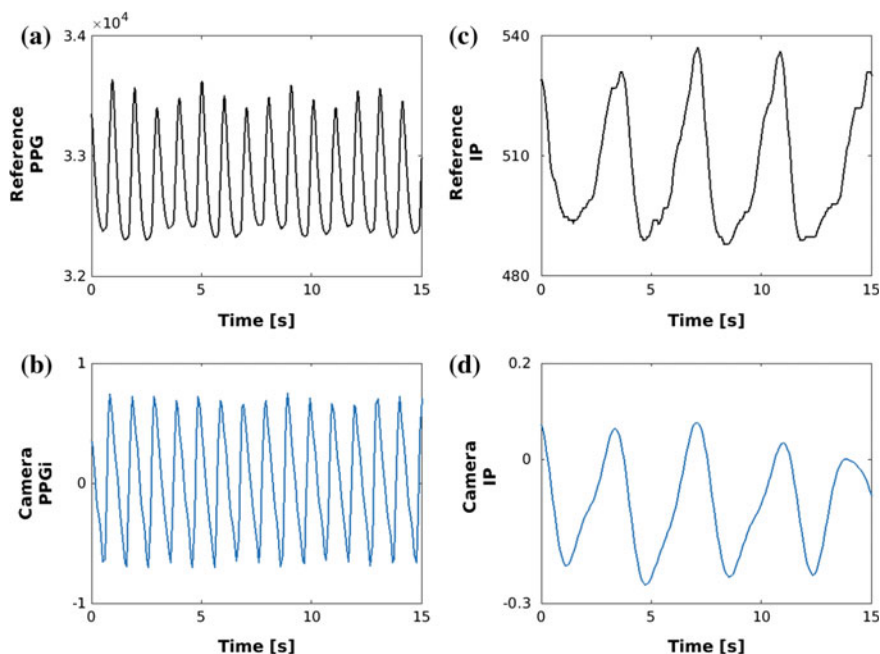 (a)
×10⁴
3.4
3.3
3.2
Reference
PPG
0
5
10
15
Time [s]
(c)
540
510
480
Reference
IP
0
5
10
15
Time [s]
(b)
1
0
-1
Camera
PPGi
0
5
10
15
Time [s]
(d)
0.2
0
-0.3
Camera
IP
0
5
10
15
Time [s]